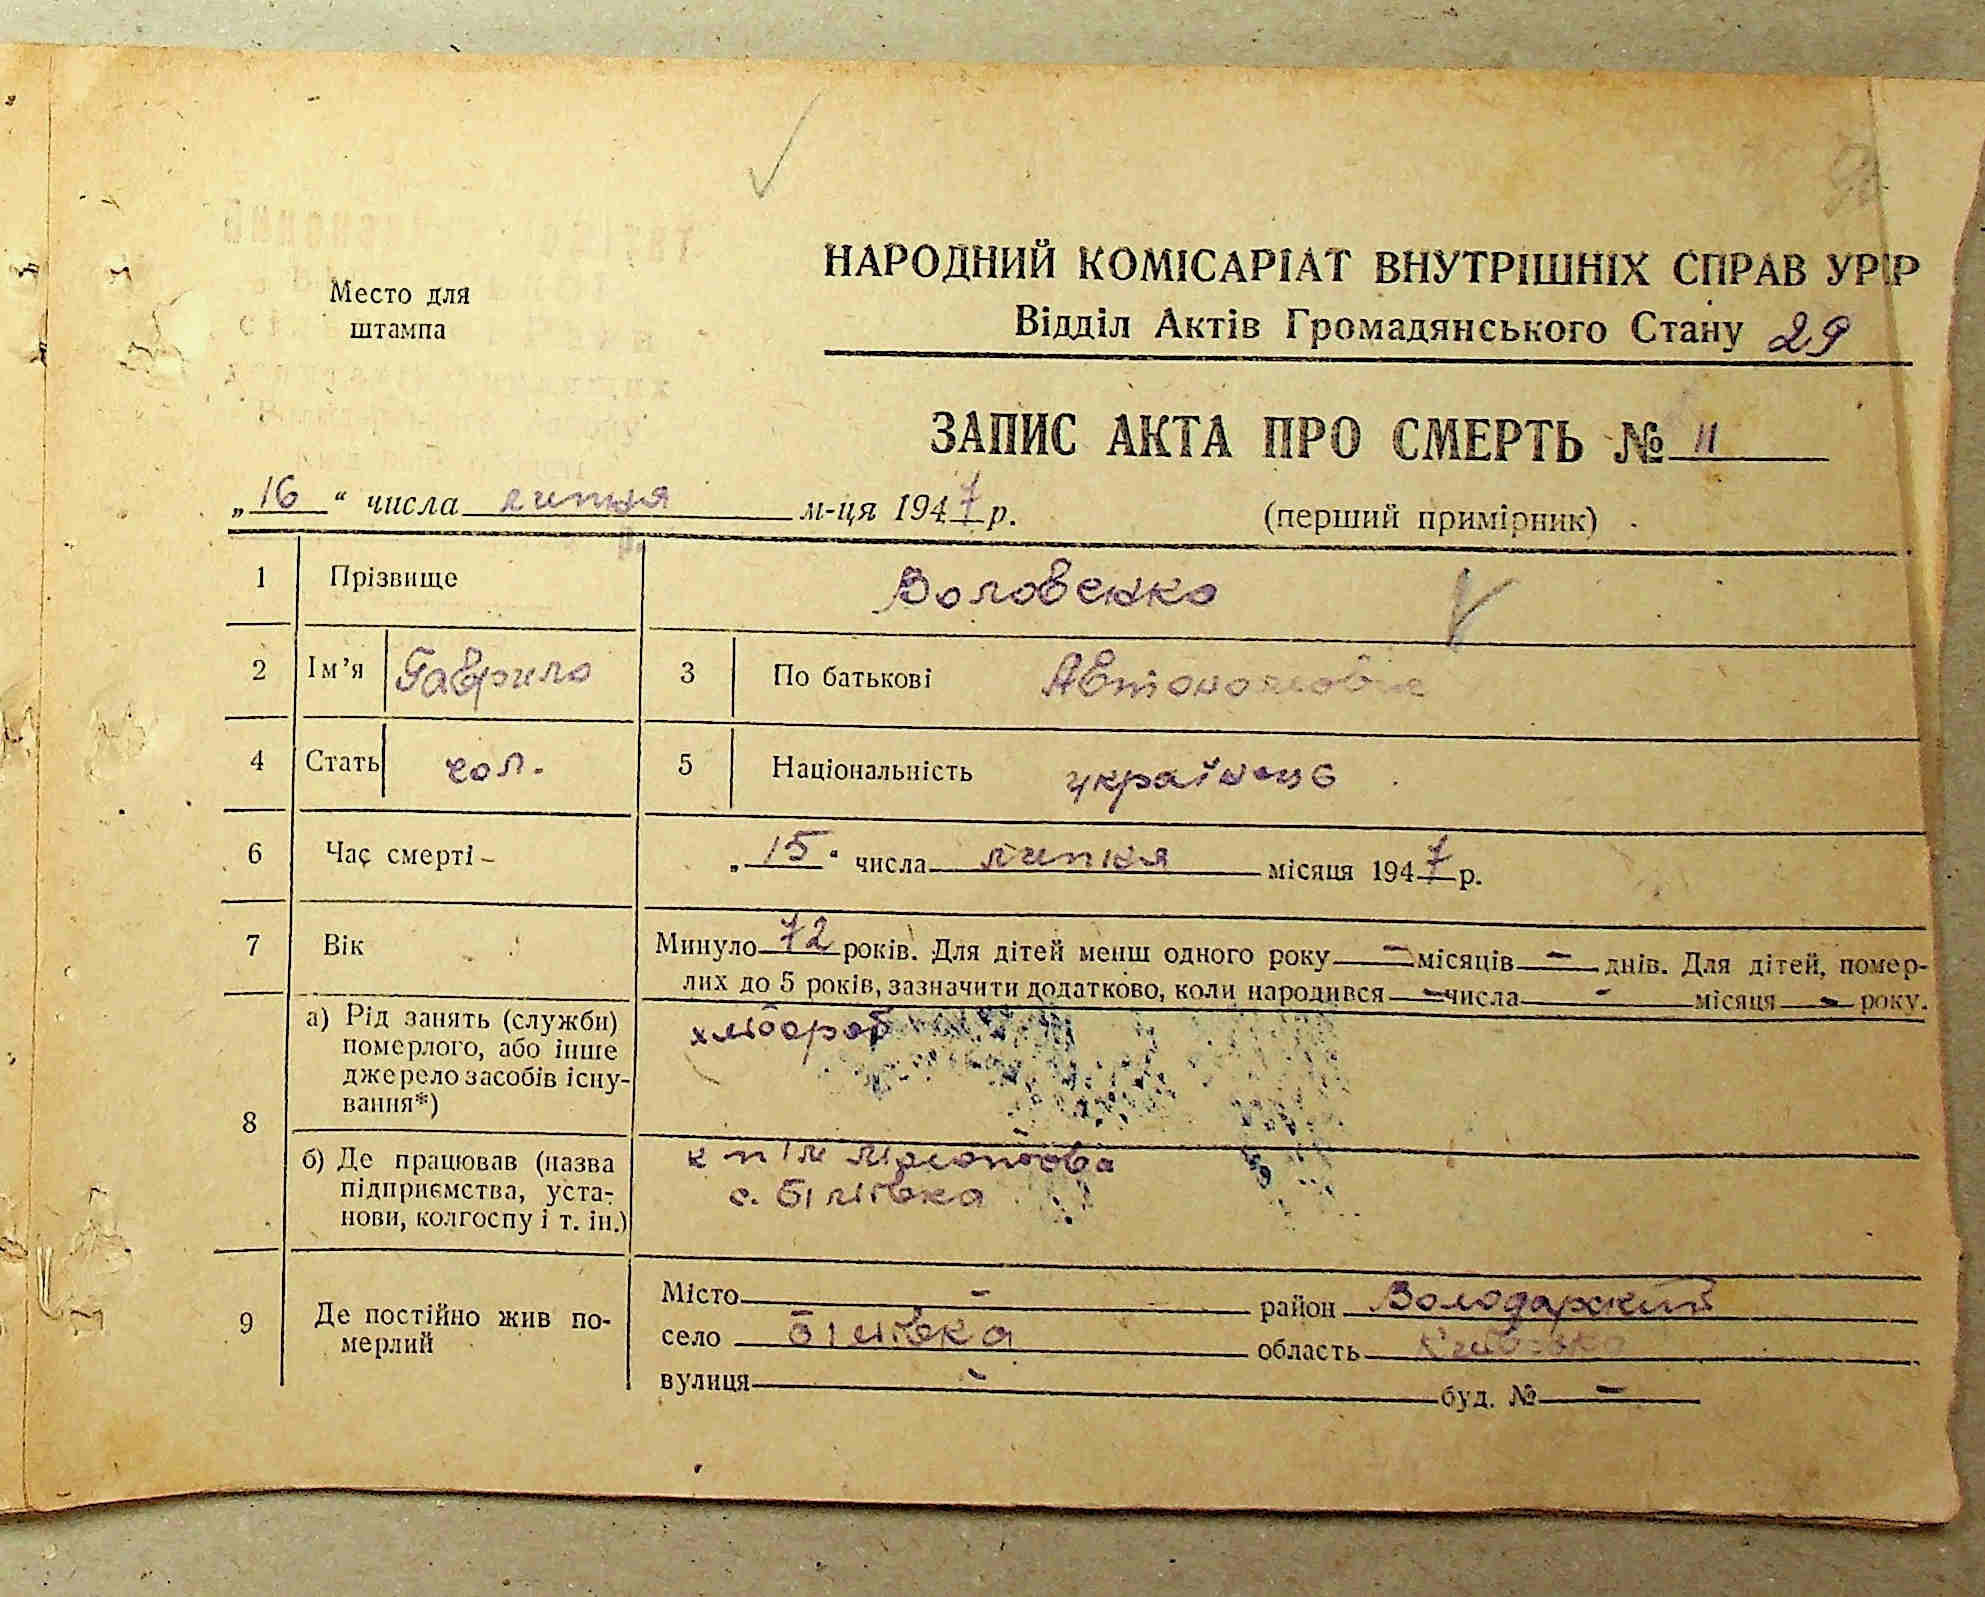 Место для
штампа
НАРОДНИЙ КОМІСАРІАТ ВНУТРІШНІХ СПРАВ УРСР
Відділ Актів Громадянського Стану 29
ЗАПИС АКТА ПРО СМЕРТЬ № 11
„16“ числа липня м-ця 1947 р. (перший примірник)
1 Прізвище Воловенко
2 Ім’я Гаврило 3 По батькові Автономович
4 Стать чол. 5 Національність українець
6 Час смерті „15“ числа липня місяця 1947 р.
7 Вік Минуло 72 років. Для дітей менш одного року – місяців – днів. Для дітей, помер-
лих до 5 років, зазначити додатково, коли народився – числа – місяця – року.
8 а) Рід занять (служби) хлібороб
померлого, або інше
джерело засобів існу-
вання*)
б) Де працював (назва к п ім
підприємства, уста- с. Білівка
нови, колгоспу і т. ін.)
9 Де постійно жив по-
мерлий
Місто – район Володарский
село Білівка область Київська
вулиця – буд. № –